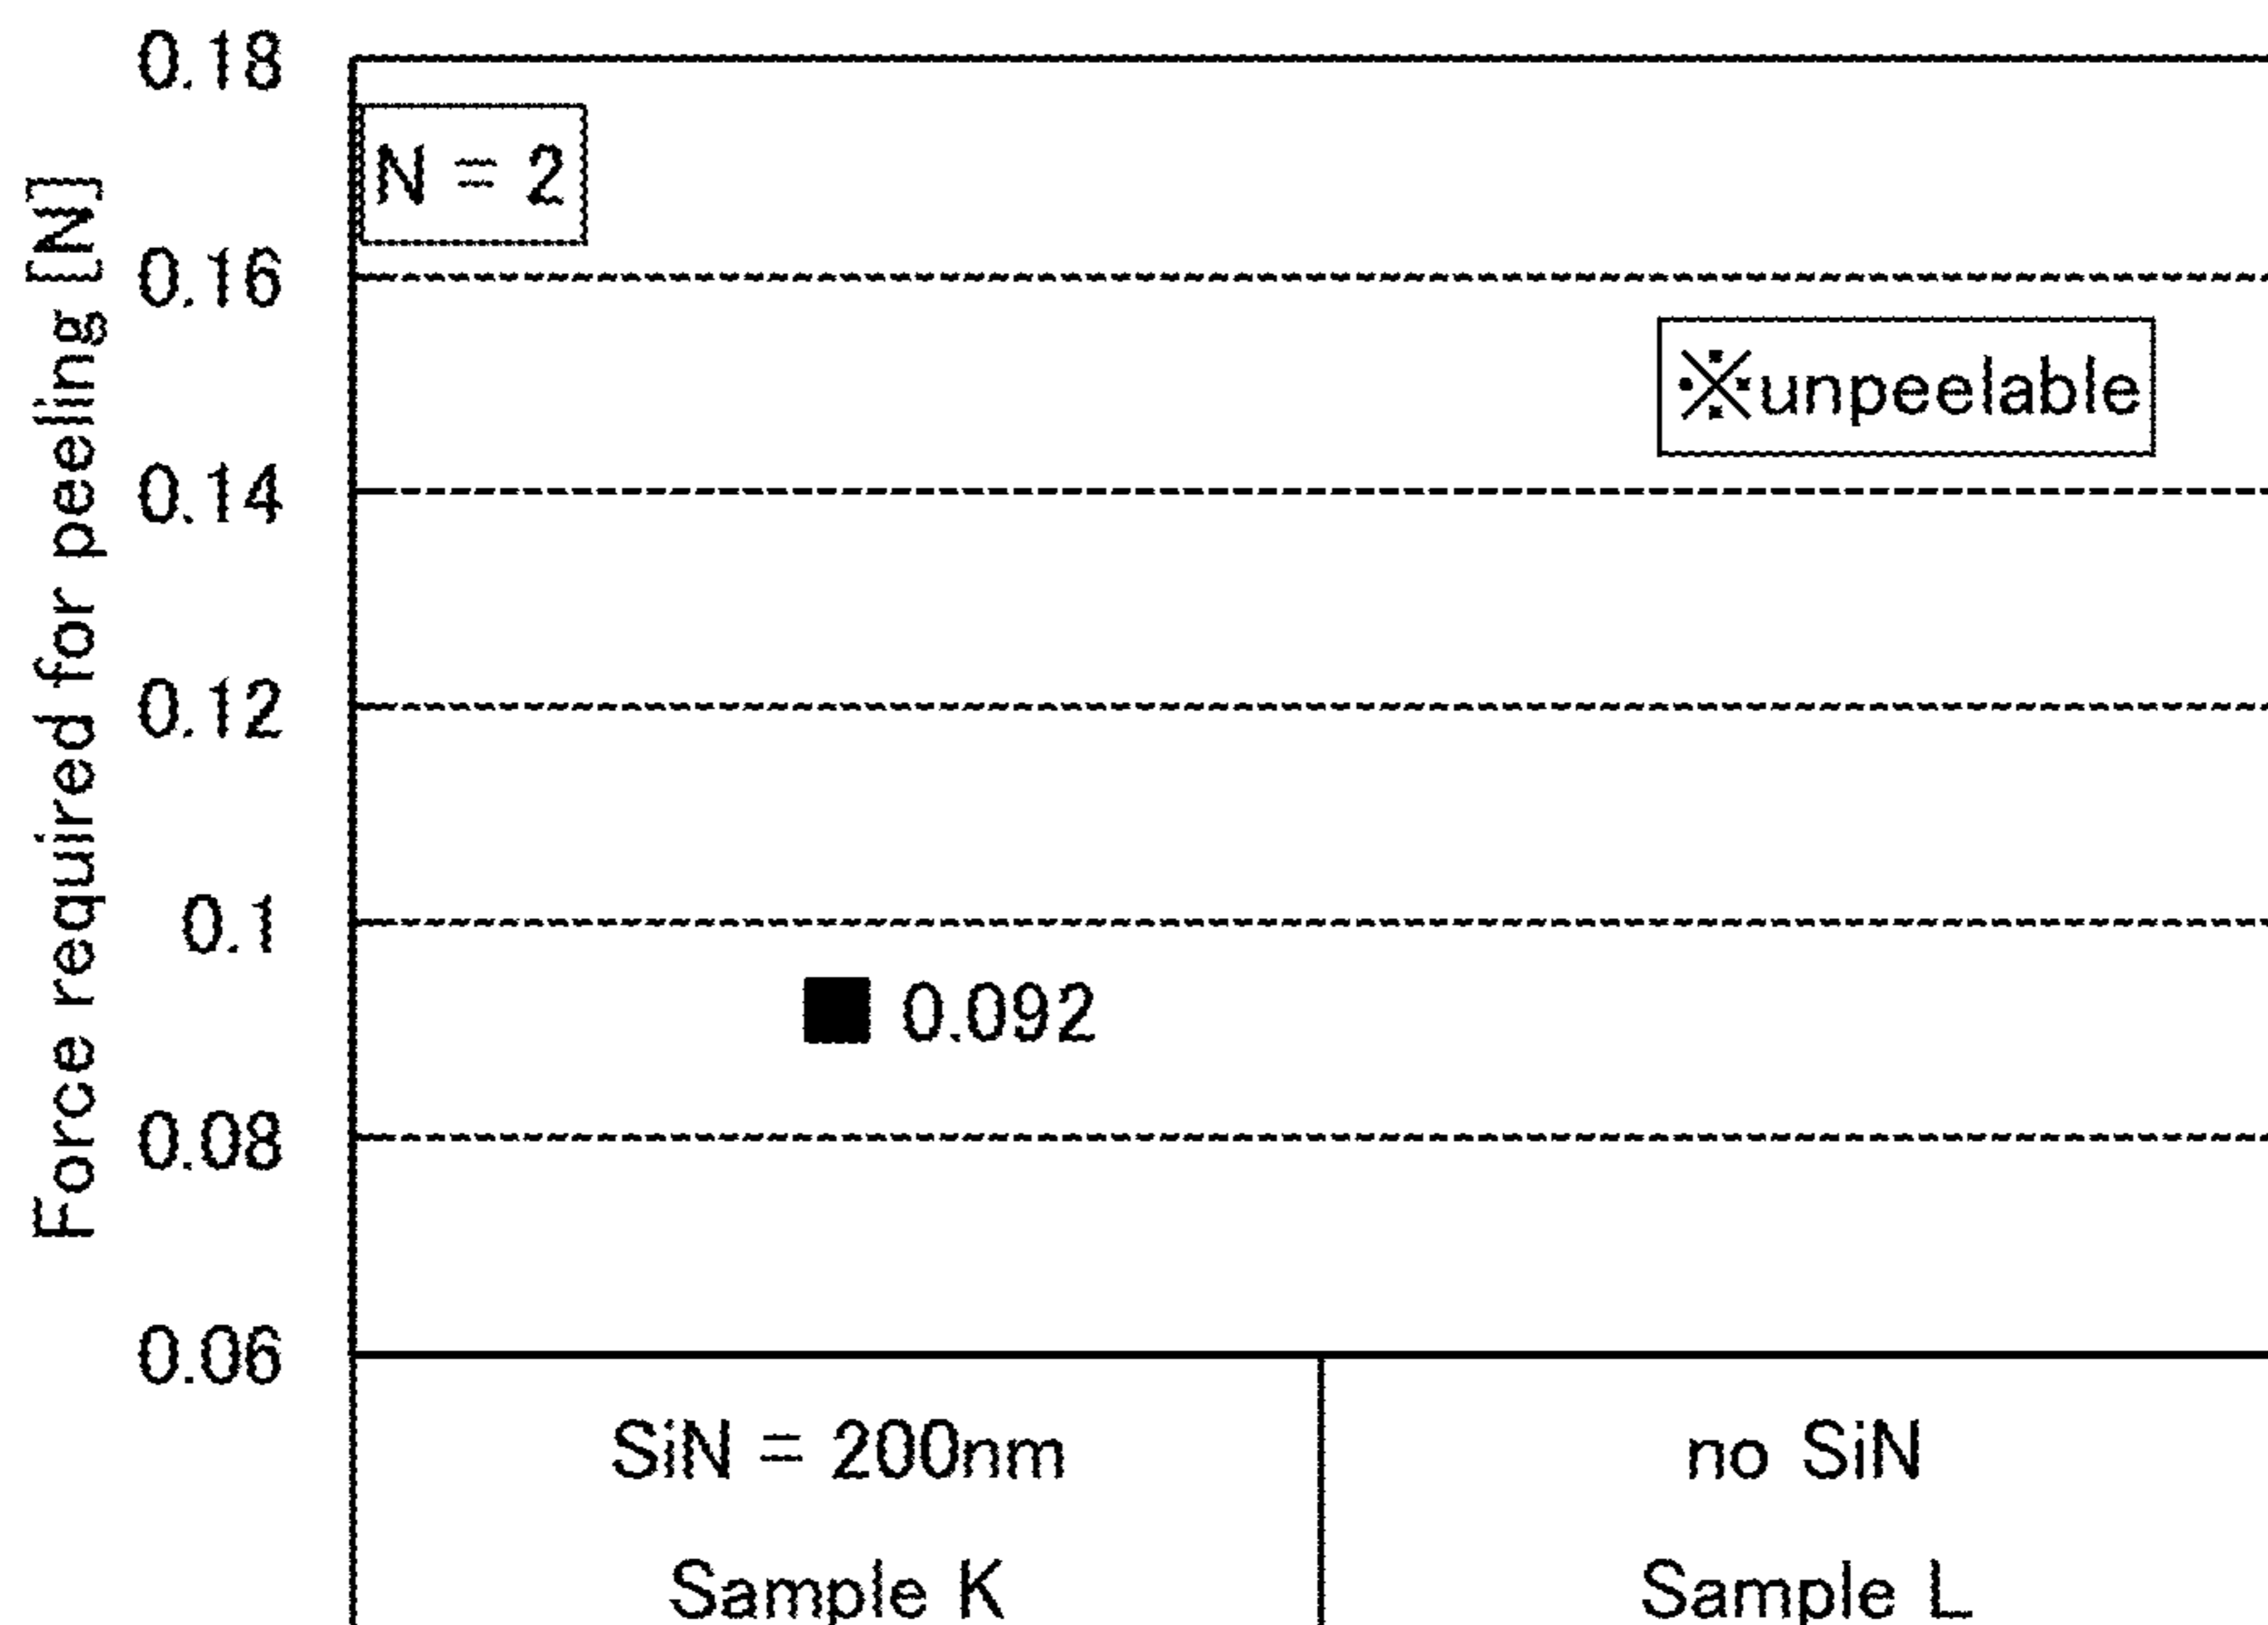 Force required for peeling [N]
0.18
0.16
0.14
0.12
0.1
0.08
0.06
N = 2
※unpeelable
0.092
SiN = 200nm
Sample K
no SiN
Sample L